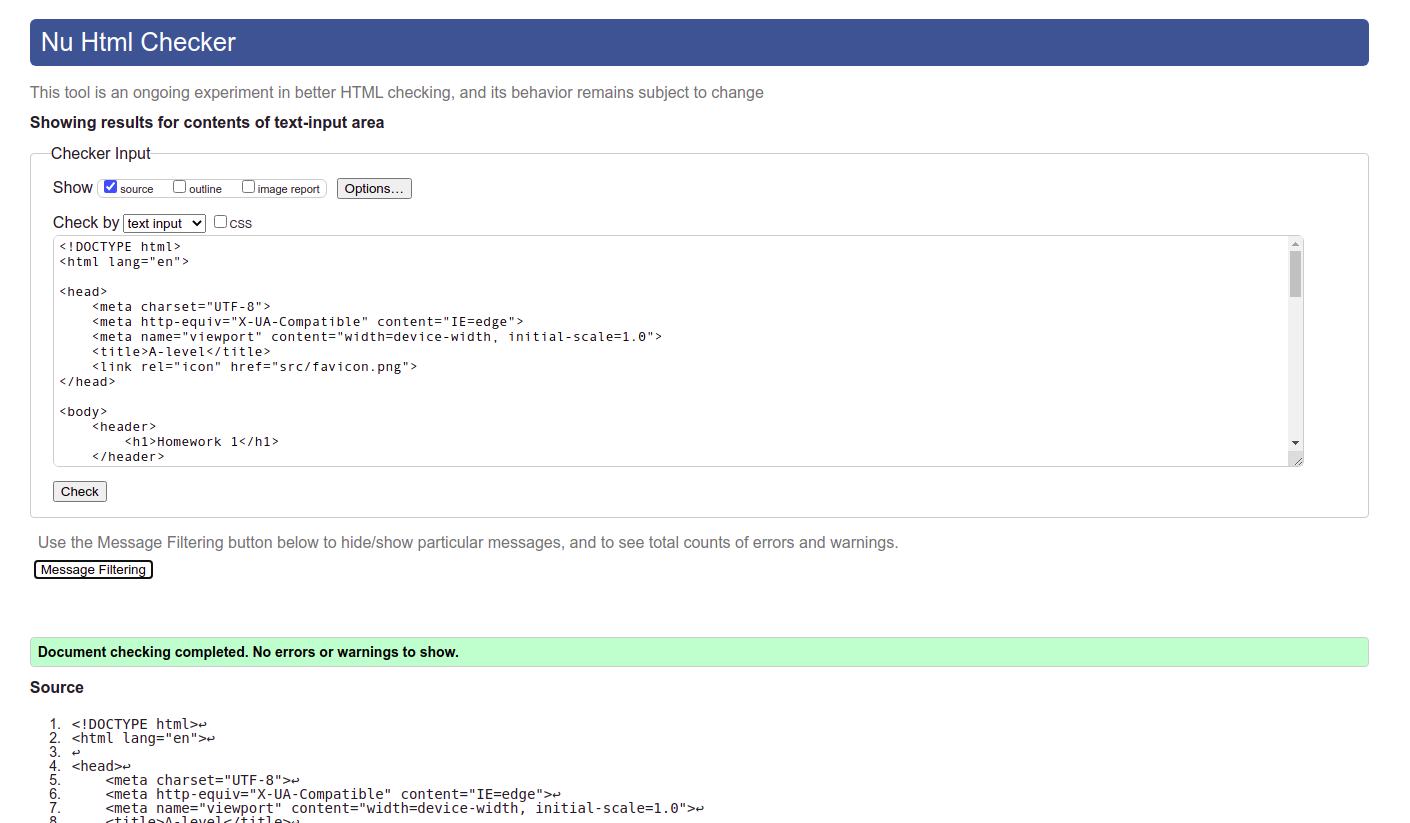 Nu Html Checker
This tool is an ongoing experiment in better HTML checking, and its behavior remains subject to change
Showing results for contents of text-input area
Checker Input
Show source outline image report Options…
Check by text input CSS
<!DOCTYPE html>
<html lang="en">
<head>
    <meta charset="UTF-8">
    <meta http-equiv="X-UA-Compatible" content="IE=edge">
    <meta name="viewport" content="width=device-width, initial-scale=1.0">
    <title>A-level</title>
    <link rel="icon" href="src/favicon.png">
</head>
<body>
    <header>
        <h1>Homework 1</h1>
    </header>
Check
Use the Message Filtering button below to hide/show particular messages, and to see total counts of errors and warnings.
Message Filtering
Document checking completed. No errors or warnings to show.
Source
1. <!DOCTYPE html>↩
2. <html lang="en">↩
3. ↩
4. <head>↩
5.     <meta charset="UTF-8">↩
6.     <meta http-equiv="X-UA-Compatible" content="IE=edge">↩
7.     <meta name="viewport" content="width=device-width, initial-scale=1.0">↩
8.     <title>A-level</title>↩